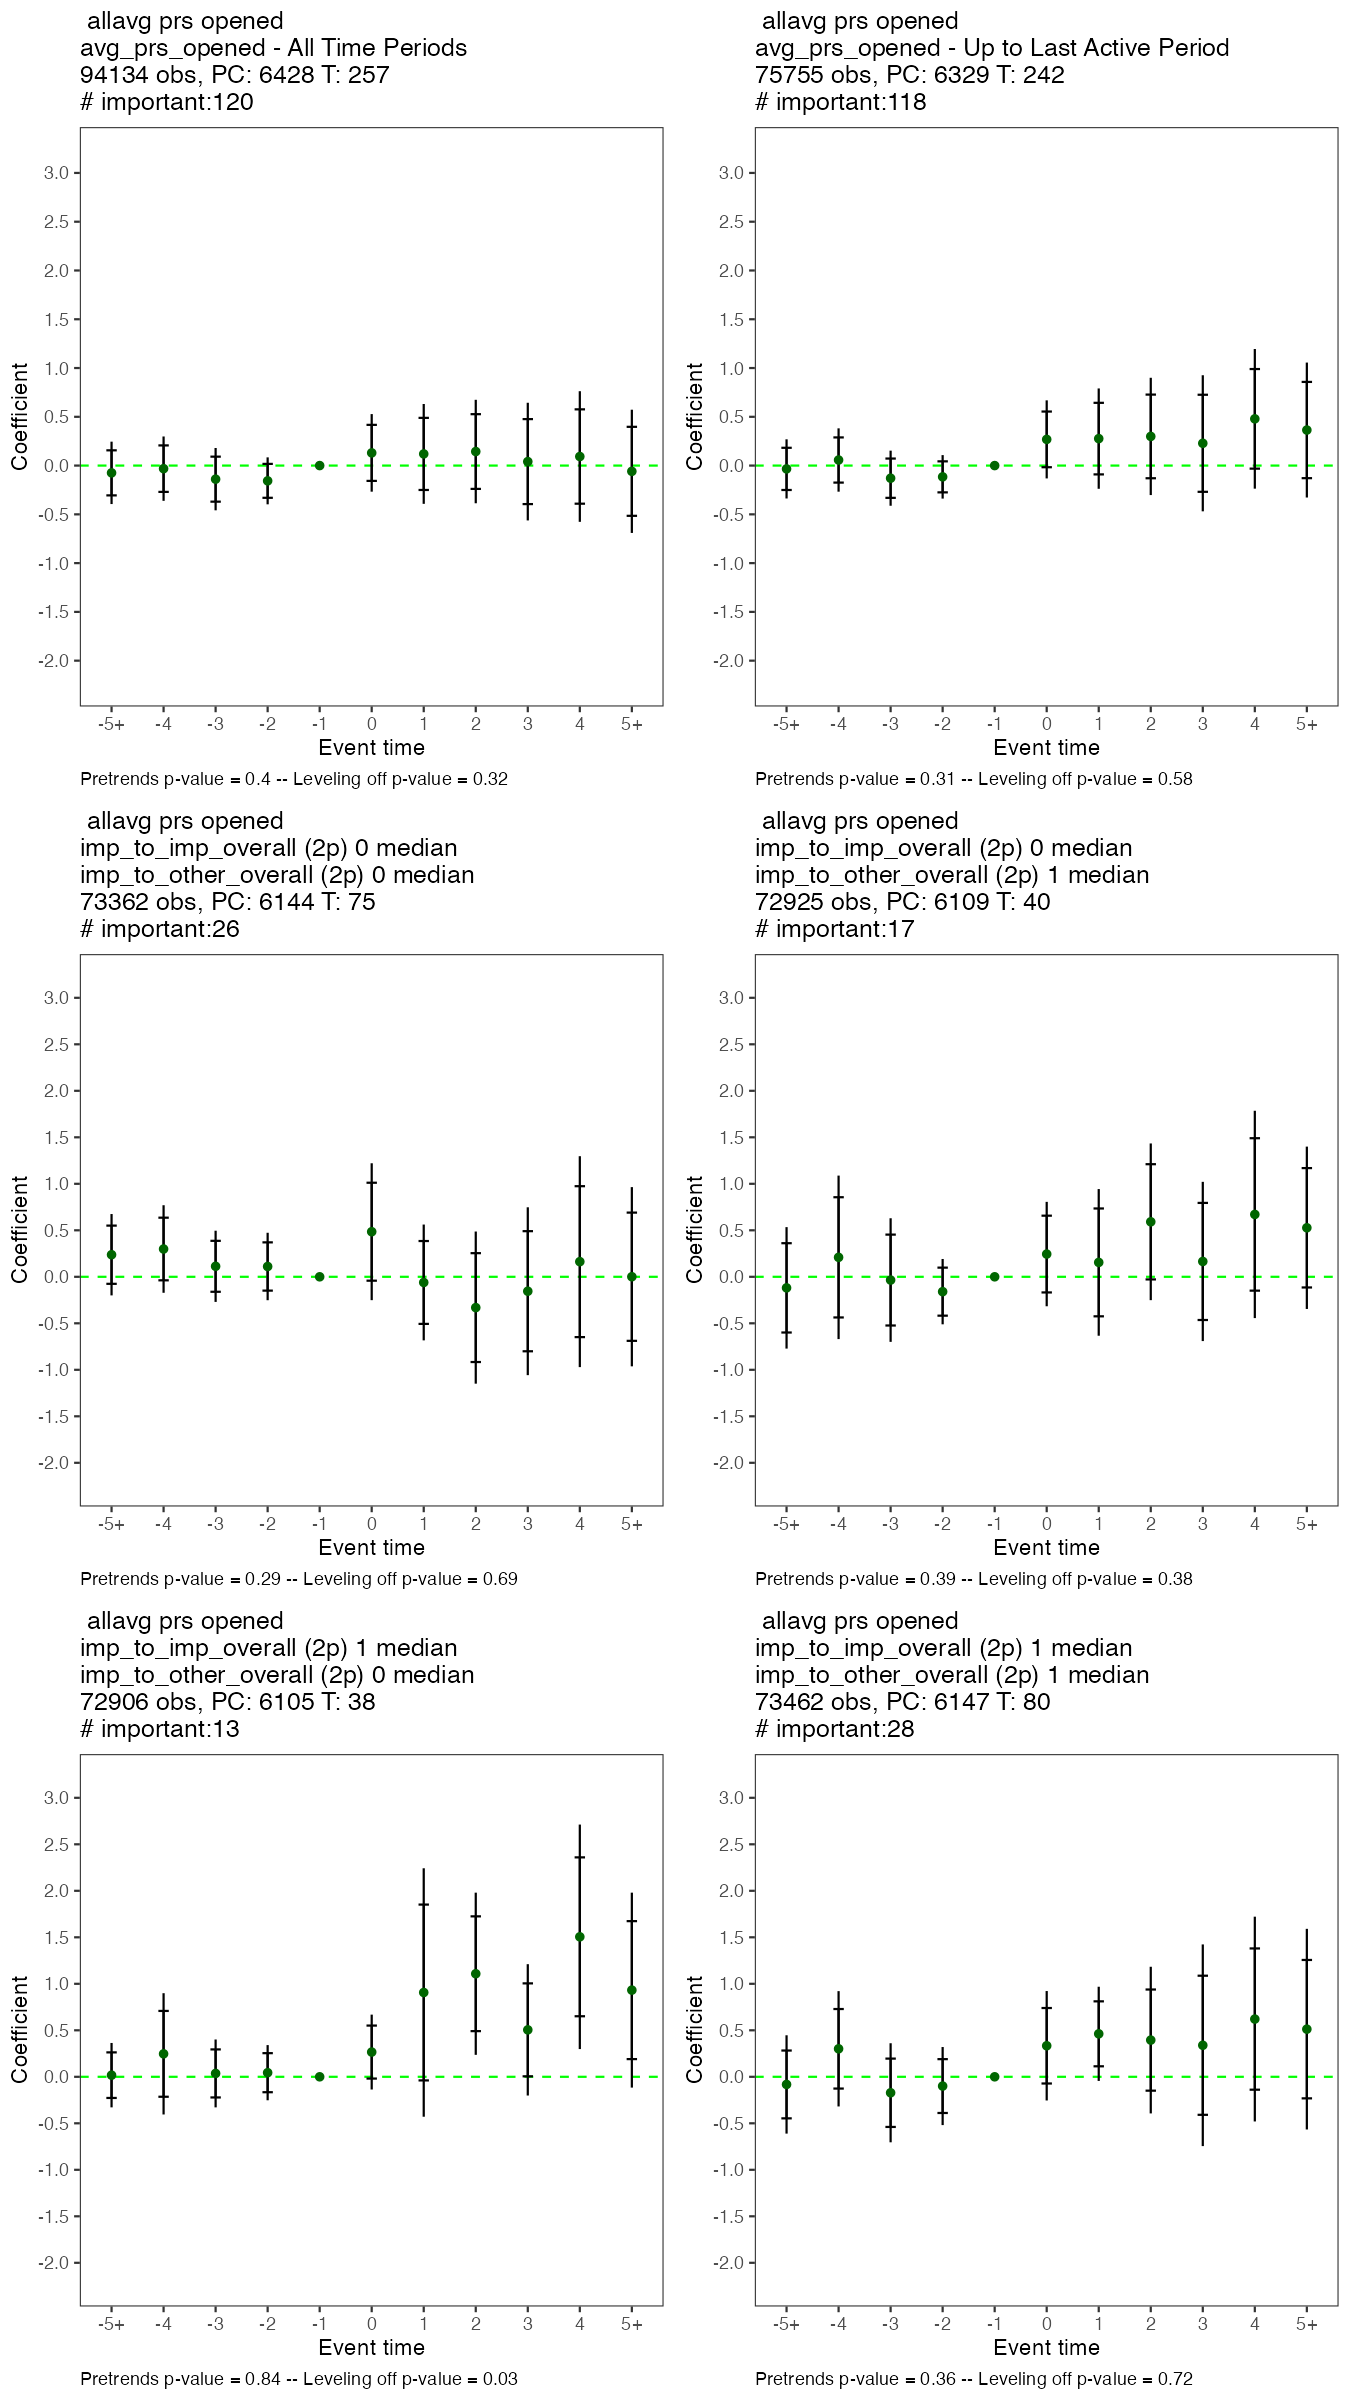 allavg prs opened
avg_prs_opened - All Time Periods
94134 obs, PC: 6428 T: 257
# important:120
3.0
2.5
2.0
1.5
1.0
0.5
0.0
-0.5
-1.0
-1.5
-2.0
Coefficient
-5+ -4 -3 -2 -1 0 1 2 3 4 5+
Event time
Pretrends p-value = 0.4 -- Leveling off p-value = 0.32
allavg prs opened
avg_prs_opened - Up to Last Active Period
75755 obs, PC: 6329 T: 242
# important:118
3.0
2.5
2.0
1.5
1.0
0.5
0.0
-0.5
-1.0
-1.5
-2.0
Coefficient
-5+ -4 -3 -2 -1 0 1 2 3 4 5+
Event time
Pretrends p-value = 0.31 -- Leveling off p-value = 0.58
allavg prs opened
imp_to_imp_overall (2p) 0 median
imp_to_other_overall (2p) 0 median
73362 obs, PC: 6144 T: 75
# important:26
3.0
2.5
2.0
1.5
1.0
0.5
0.0
-0.5
-1.0
-1.5
-2.0
Coefficient
-5+ -4 -3 -2 -1 0 1 2 3 4 5+
Event time
Pretrends p-value = 0.29 -- Leveling off p-value = 0.69
allavg prs opened
imp_to_imp_overall (2p) 0 median
imp_to_other_overall (2p) 1 median
72925 obs, PC: 6109 T: 40
# important:17
3.0
2.5
2.0
1.5
1.0
0.5
0.0
-0.5
-1.0
-1.5
-2.0
Coefficient
-5+ -4 -3 -2 -1 0 1 2 3 4 5+
Event time
Pretrends p-value = 0.39 -- Leveling off p-value = 0.38
allavg prs opened
imp_to_imp_overall (2p) 1 median
imp_to_other_overall (2p) 0 median
72906 obs, PC: 6105 T: 38
# important:13
3.0
2.5
2.0
1.5
1.0
0.5
0.0
-0.5
-1.0
-1.5
-2.0
Coefficient
-5+ -4 -3 -2 -1 0 1 2 3 4 5+
Event time
Pretrends p-value = 0.84 -- Leveling off p-value = 0.03
allavg prs opened
imp_to_imp_overall (2p) 1 median
imp_to_other_overall (2p) 1 median
73462 obs, PC: 6147 T: 80
# important:28
3.0
2.5
2.0
1.5
1.0
0.5
0.0
-0.5
-1.0
-1.5
-2.0
Coefficient
-5+ -4 -3 -2 -1 0 1 2 3 4 5+
Event time
Pretrends p-value = 0.36 -- Leveling off p-value = 0.72